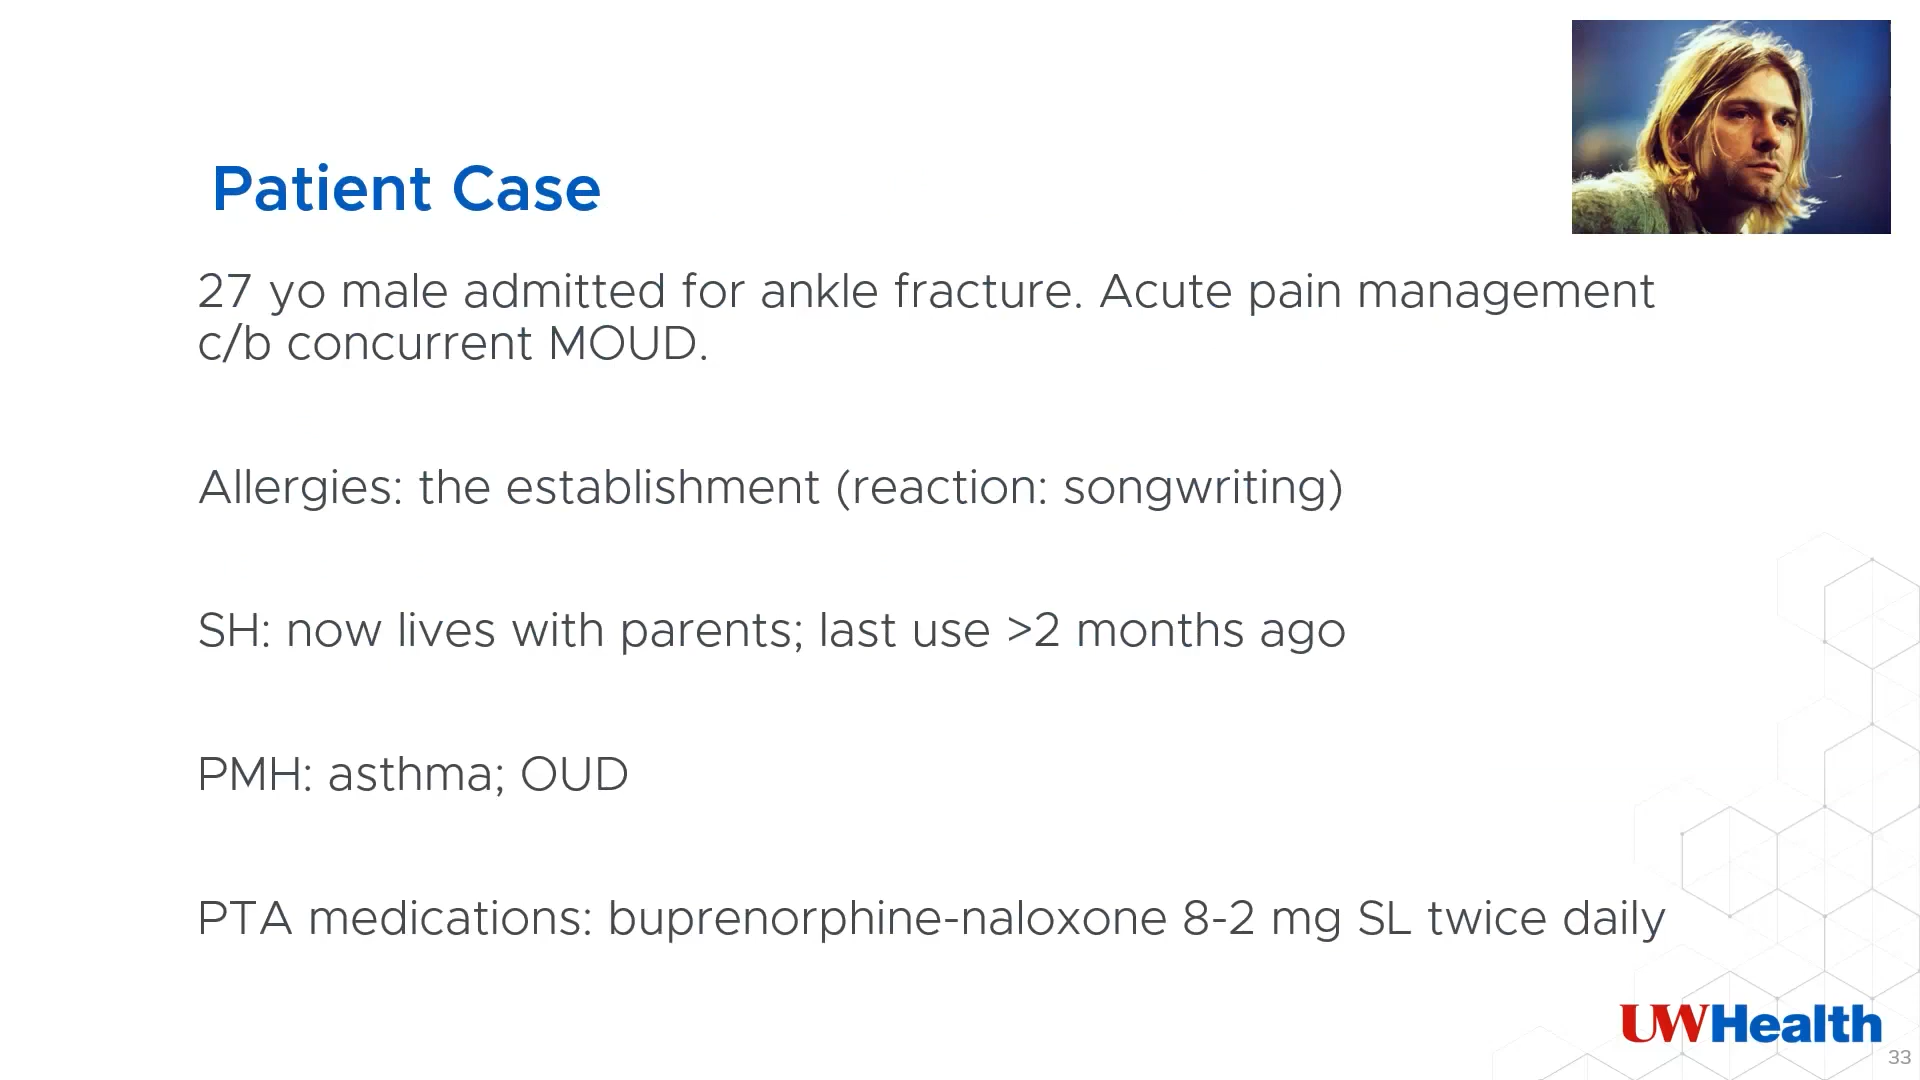 Patient Case
27 yo male admitted for ankle fracture. Acute pain management
c/b concurrent MOUD.
Allergies: the establishment (reaction: songwriting)
SH: now lives with parents; last use >2 months ago
PMH: asthma; OUD
PTA medications: buprenorphine-naloxone 8-2 mg SL twice daily
UWHealth
33